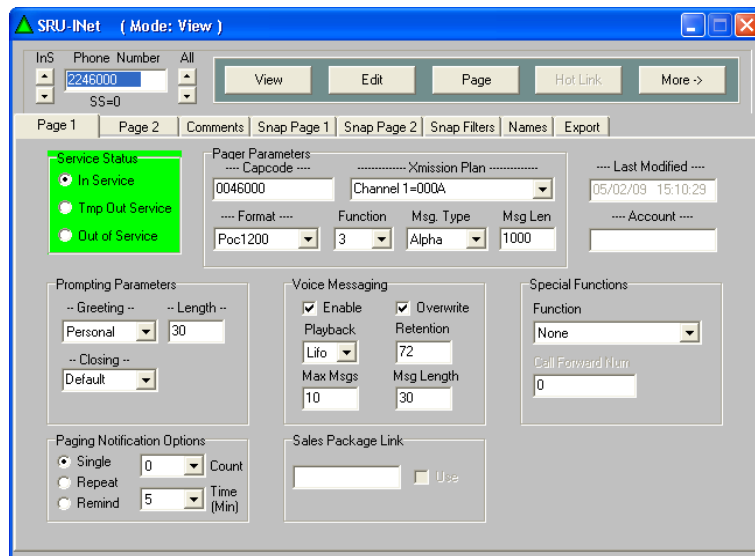 SRU-INet ( Mode: View )
InS Phone Number All
2246000
SS=0
View Edit Page Hot Link More ->
Page 1 Page 2 Comments Snap Page 1 Snap Page 2 Snap Filters Names Export
Service Status
In Service
Tmp Out Service
Out of Service
Pager Parameters
---- Capcode ---- ------------- Xmission Plan -------------
0046000 Channel 1=000A
---- Format ---- Function Msg. Type Msg Len
Poc1200 3 Alpha 1000
---- Last Modified ----
05/02/09 15:10:29
---- Account ----
Prompting Parameters
-- Greeting -- -- Length --
Personal 30
-- Closing --
Default
Voice Messaging
Enable Overwrite
Playback Retention
Lifo 72
Max Msgs Msg Length
10 30
Special Functions
Function
None
Call Forward Num
0
Paging Notification Options
Single 0 Count
Repeat
Remind 5 Time
(Min)
Sales Package Link
Use